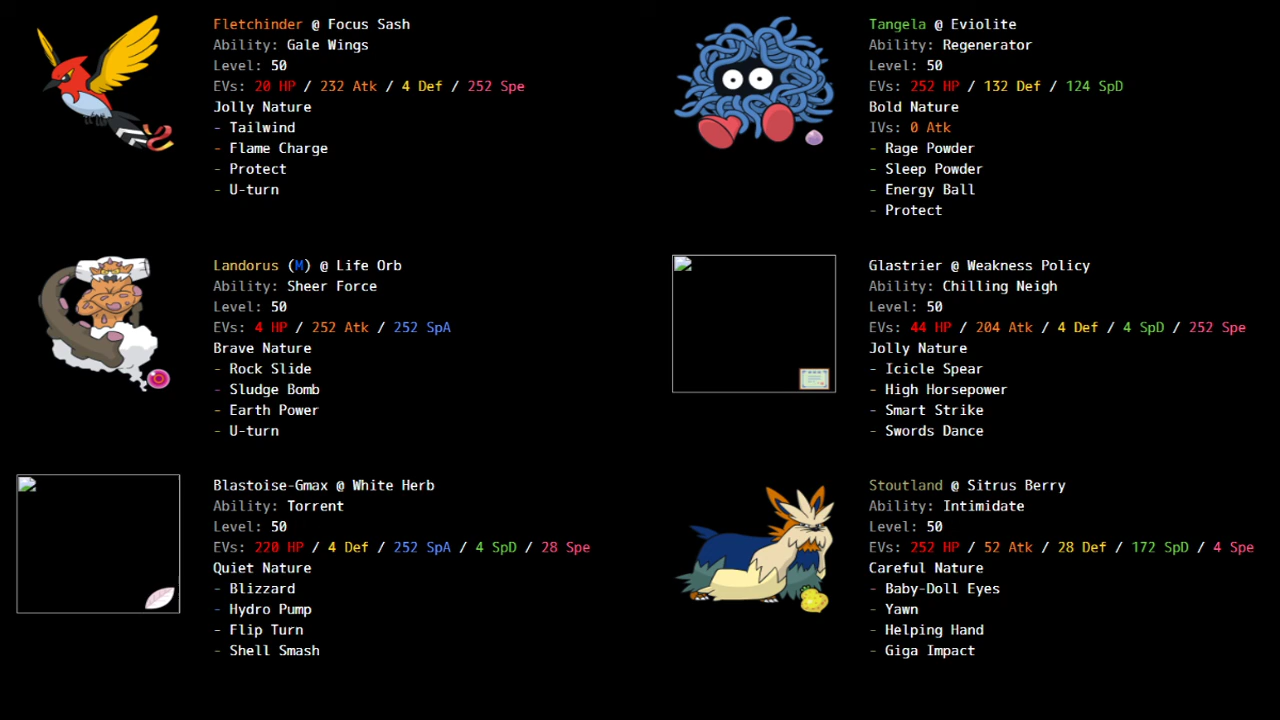 Fletchinder @ Focus Sash
Ability: Gale Wings
Level: 50
EVs: 20 HP / 232 Atk / 4 Def / 252 Spe
Jolly Nature
- Tailwind
- Flame Charge
- Protect
- U-turn
Tangela @ Eviolite
Ability: Regenerator
Level: 50
EVs: 252 HP / 132 Def / 124 SpD
Bold Nature
IVs: 0 Atk
- Rage Powder
- Sleep Powder
- Energy Ball
- Protect
Landorus (M) @ Life Orb
Ability: Sheer Force
Level: 50
EVs: 4 HP / 252 Atk / 252 SpA
Brave Nature
- Rock Slide
- Sludge Bomb
- Earth Power
- U-turn
Glastrier @ Weakness Policy
Ability: Chilling Neigh
Level: 50
EVs: 44 HP / 204 Atk / 4 Def / 4 SpD / 252 Spe
Jolly Nature
- Icicle Spear
- High Horsepower
- Smart Strike
- Swords Dance
Blastoise-Gmax @ White Herb
Ability: Torrent
Level: 50
EVs: 220 HP / 4 Def / 252 SpA / 4 SpD / 28 Spe
Quiet Nature
- Blizzard
- Hydro Pump
- Flip Turn
- Shell Smash
Stoutland @ Sitrus Berry
Ability: Intimidate
Level: 50
EVs: 252 HP / 52 Atk / 28 Def / 172 SpD / 4 Spe
Careful Nature
- Baby-Doll Eyes
- Yawn
- Helping Hand
- Giga Impact